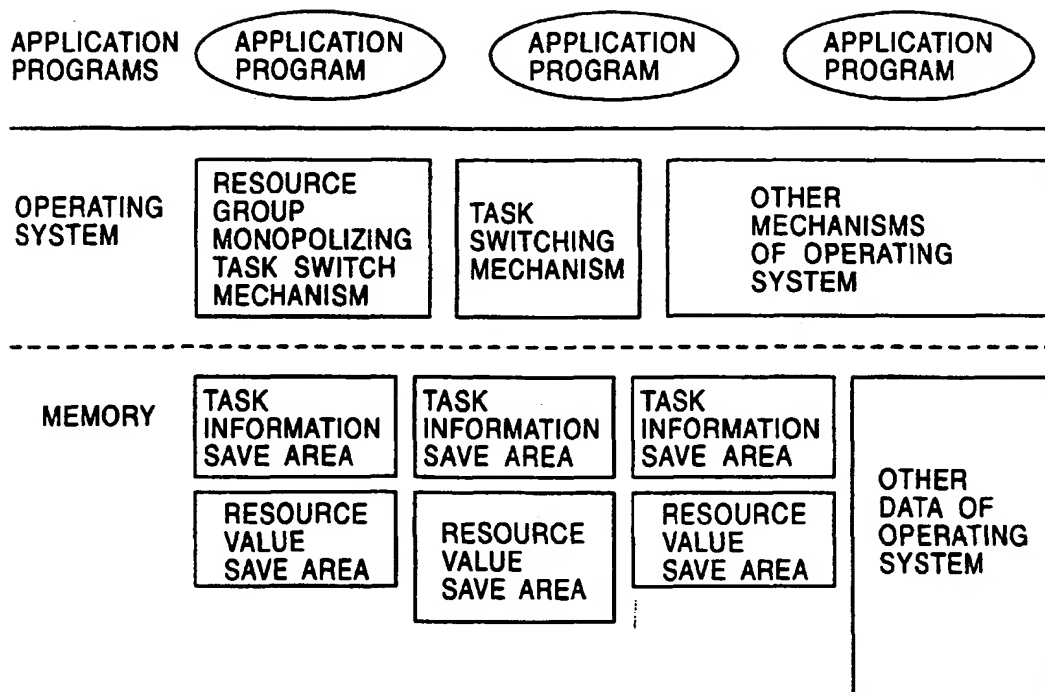 APPLICATION
PROGRAMS
APPLICATION
PROGRAM
APPLICATION
PROGRAM
APPLICATION
PROGRAM
OPERATING
SYSTEM
RESOURCE
GROUP
MONOPOLIZING
TASK SWITCH
MECHANISM
TASK
SWITCHING
MECHANISM
OTHER
MECHANISMS
OF OPERATING
SYSTEM
MEMORY
TASK
INFORMATION
SAVE AREA
TASK
INFORMATION
SAVE AREA
TASK
INFORMATION
SAVE AREA
RESOURCE
VALUE
SAVE AREA
RESOURCE
VALUE
SAVE AREA
RESOURCE
VALUE
SAVE AREA
OTHER
DATA OF
OPERATING
SYSTEM